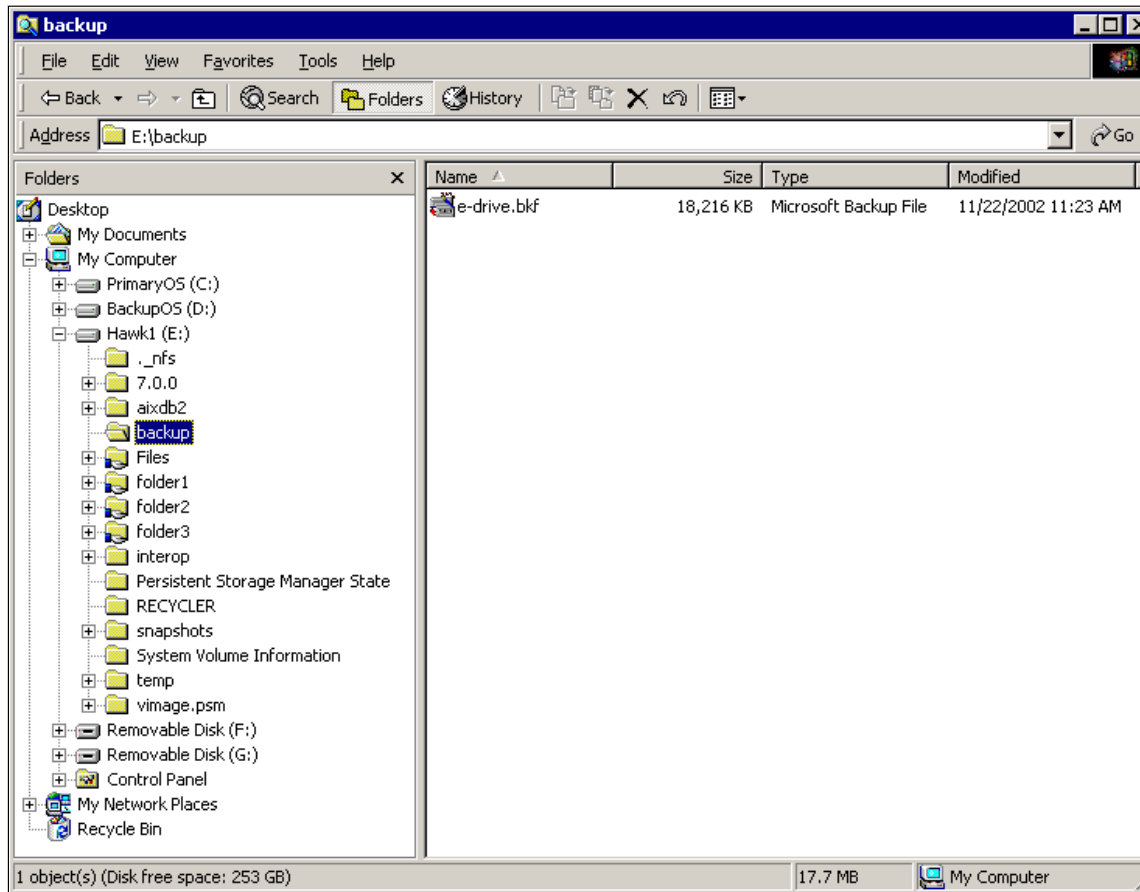 backup
File Edit View Favorites Tools Help
Back Search Folders History
Address E:\backup Go
Folders
Name Size Type Modified
e-drive.bkf 18,216 KB Microsoft Backup File 11/22/2002 11:23 AM
Desktop
My Documents
My Computer
PrimaryOS (C:)
BackupOS (D:)
Hawk1 (E:)
._nfs
7.0.0
aixdb2
backup
Files
folder1
folder2
folder3
interop
Persistent Storage Manager State
RECYCLER
snapshots
System Volume Information
temp
vimage.psm
Removable Disk (F:)
Removable Disk (G:)
Control Panel
My Network Places
Recycle Bin
1 object(s) (Disk free space: 253 GB) 17.7 MB My Computer